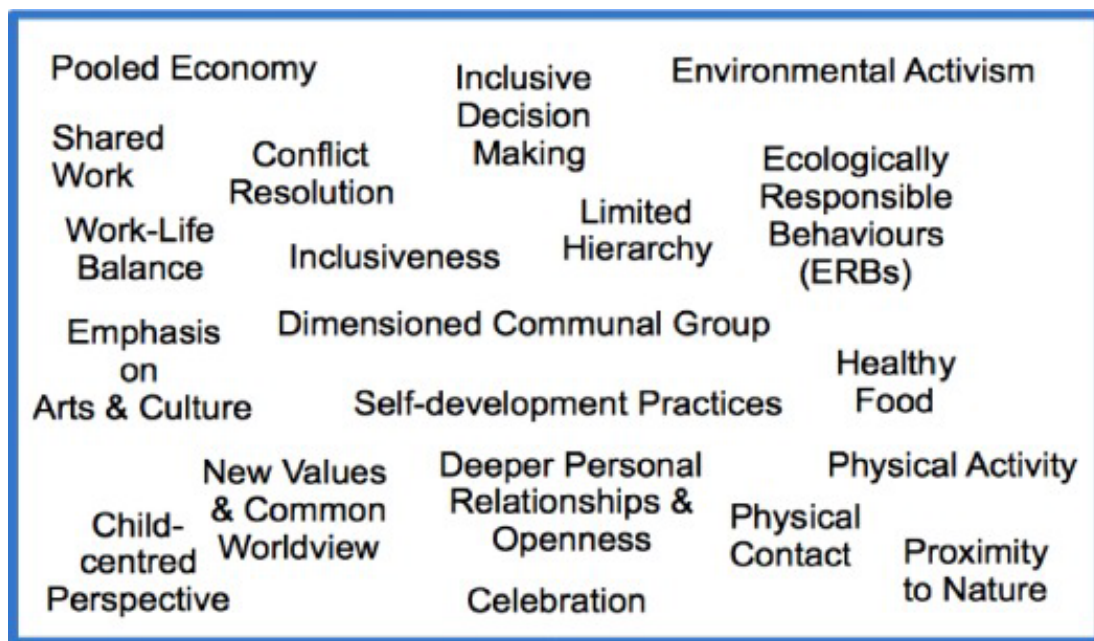 Pooled Economy
Inclusive
Decision
Making
Environmental Activism
Shared
Work
Conflict
Resolution
Ecologically
Responsible
Behaviours
(ERBs)
Work-Life
Balance
Inclusiveness
Limited
Hierarchy
Emphasis
on
Arts & Culture
Dimensioned Communal Group
Healthy
Food
Self-development Practices
New Values
& Common
Worldview
Deeper Personal
Relationships &
Openness
Physical Activity
Child-
centred
Perspective
Physical
Contact
Proximity
to Nature
Celebration